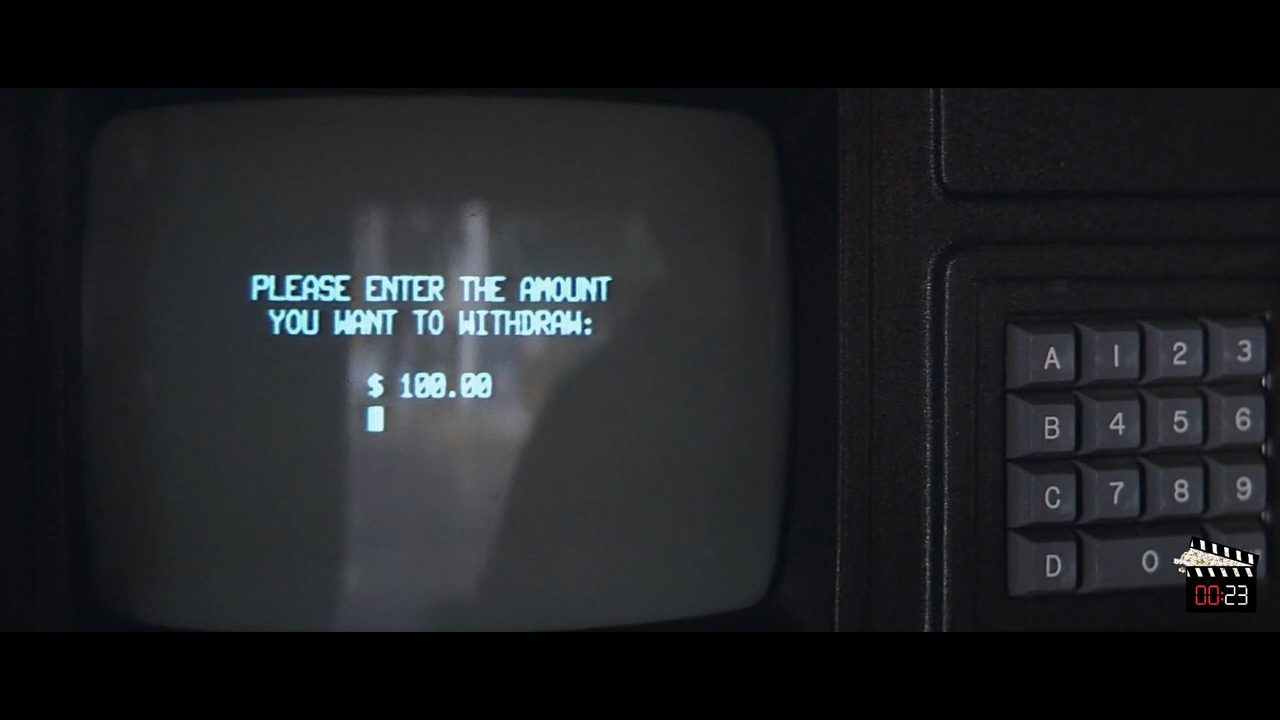 PLEASE ENTER THE AMOUNT
YOU WANT TO WITHDRAW:
$ 100.00
A 1 2 3
B 4 5 6
C 7 8 9
D 0
00:23